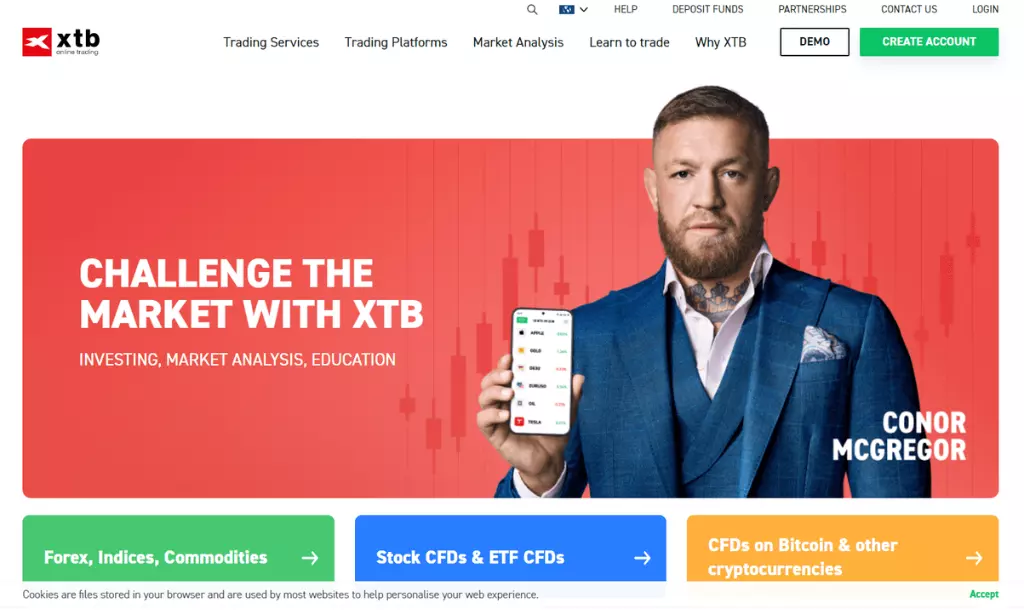 HELP
DEPOSIT FUNDS
PARTNERSHIPS
CONTACT US
LOGIN
xtb
online trading
Trading Services
Trading Platforms
Market Analysis
Learn to trade
Why XTB
DEMO
CREATE ACCOUNT
CHALLENGE THE
MARKET WITH XTB
INVESTING, MARKET ANALYSIS, EDUCATION
APPLE
GOLD
EURUSD
OIL
TESLA
CONOR
MCGREGOR
Forex, Indices, Commodities
Stock CFDs & ETF CFDs
CFDs on Bitcoin & other
cryptocurrencies
Cookies are files stored in your browser and are used by most websites to help personalise your web experience.
Accept